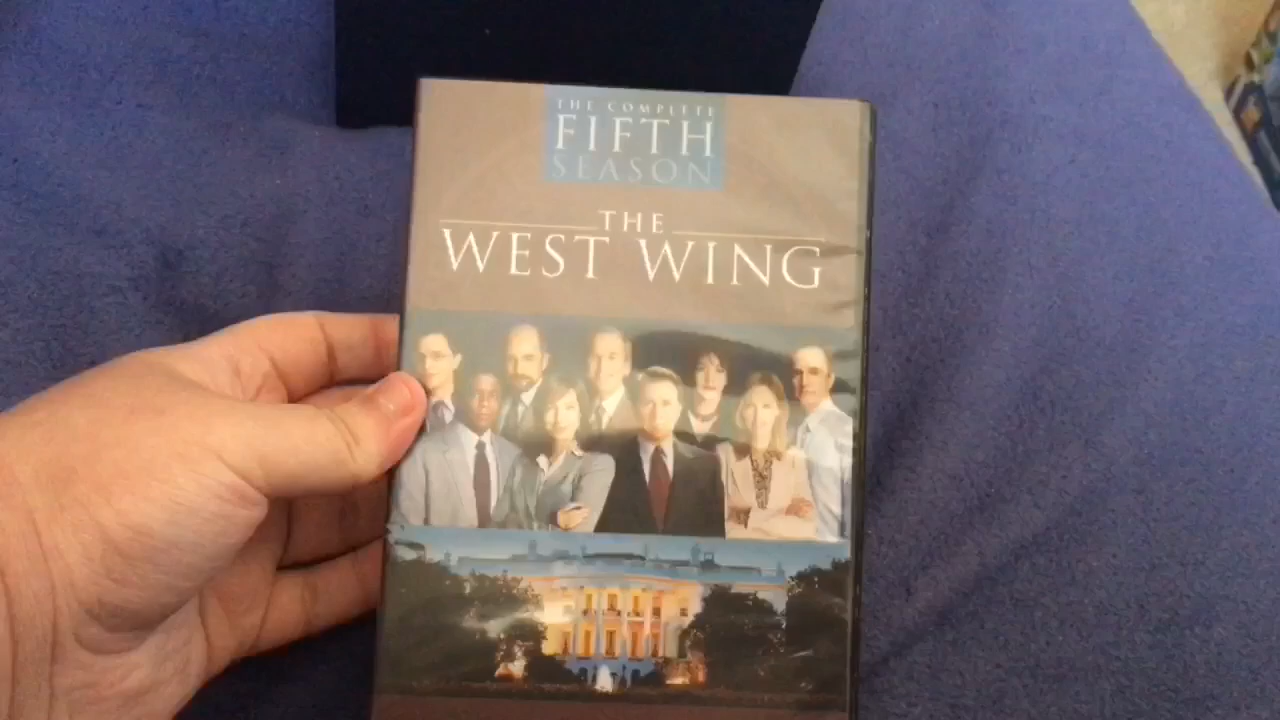 THE COMPLETE
FIFTH
SEASON
THE
WEST WING